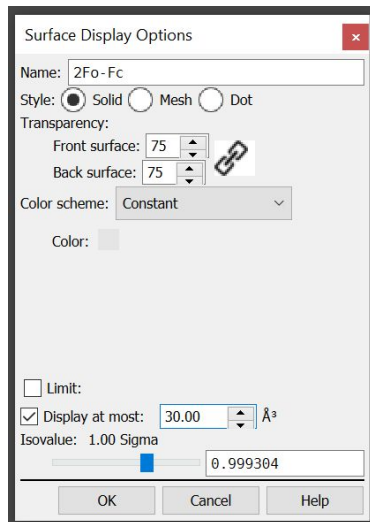 Surface Display Options
Name: 2Fo-Fc
Style: Solid Mesh Dot
Transparency:
Front surface: 75
Back surface: 75
Color scheme: Constant
Color:
Limit:
Display at most: 30.00 Å³
Isovalue: 1.00 Sigma
0.999304
OK Cancel Help